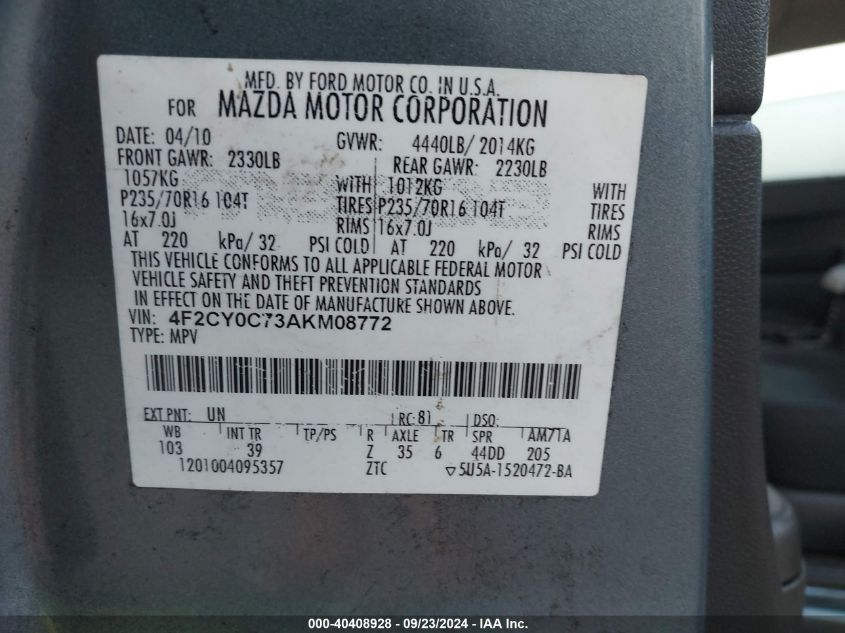 MFD. BY FORD MOTOR CO. IN U.S.A.
FOR MAZDA MOTOR CORPORATION
DATE: 04/10 GVWR: 4440LB/ 2014KG
FRONT GAWR: 2330LB REAR GAWR: 2230LB
1057KG WITH 1012KG WITH
P235/70R16 104T TIRES P235/70R16 104T TIRES
16x7.0J RIMS 16x7.0J RIMS
AT 220 kPa/ 32 PSI COLD AT 220 kPa/ 32 PSI COLD
THIS VEHICLE CONFORMS TO ALL APPLICABLE FEDERAL MOTOR
VEHICLE SAFETY AND THEFT PREVENTION STANDARDS
IN EFFECT ON THE DATE OF MANUFACTURE SHOWN ABOVE.
VIN: 4F2CY0C73AKM08772
TYPE: MPV
EXT PNT: UN RC: 81 DSO:
WB INT TR TP/PS R AXLE TR SPR AM71A
103 39 Z 35 6 44DD 205
1201004095357 ZTC ▽5U5A-1520472-BA
000-40408928 - 09/23/2024 - IAA Inc.